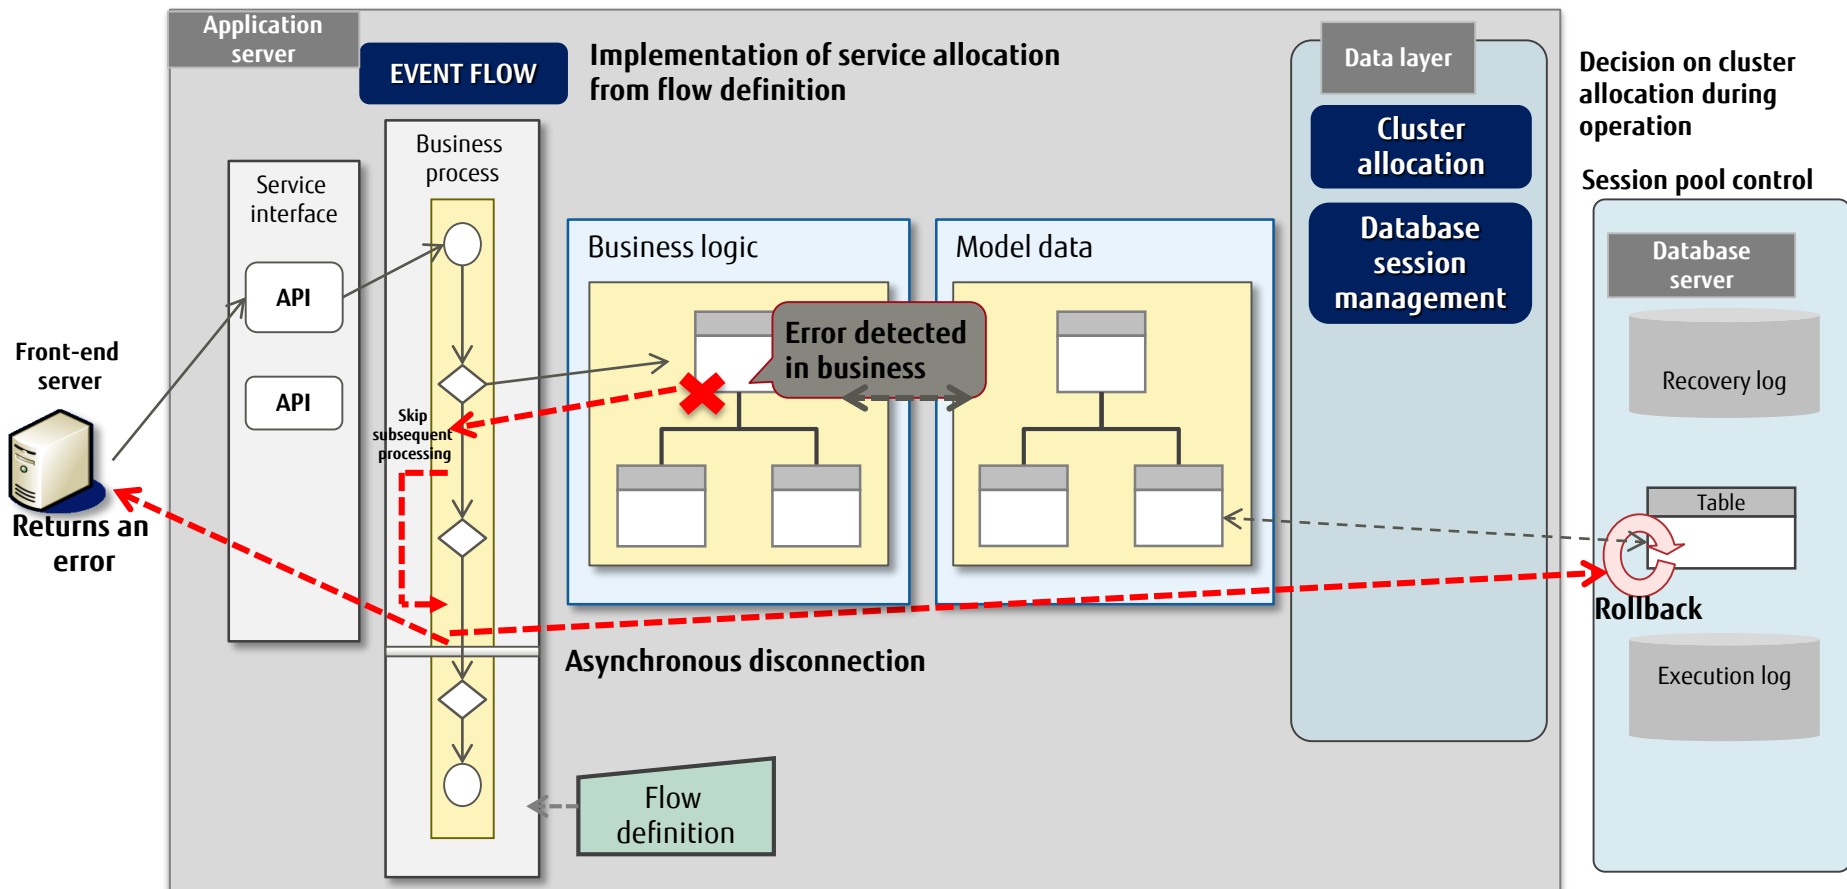 Application
server
EVENT FLOW
Implementation of service allocation
from flow definition
Data layer
Decision on cluster
allocation during
operation
Cluster
allocation
Database
session
management
Session pool control
Business
process
Service
interface
API
API
Business logic
Model data
Error detected
in business
Database
server
Recovery log
Front-end
server
Skip
subsequent
processing
Table
Returns an
error
Rollback
Asynchronous disconnection
Execution log
Flow
definition